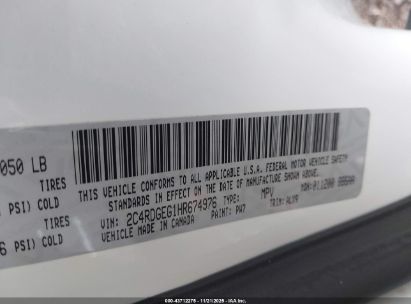 050 LB
TIRES
PSI) COLD
TIRES
PSI) COLD
THIS VEHICLE CONFORMS TO ALL APPLICABLE U.S.A. FEDERAL MOTOR VEHICLE SAFETY
STANDARDS IN EFFECT ON THE DATE OF MANUFACTURE SHOWN ABOVE.
VIN: 2C4RDGEG1HR674976 TYPE: MPV
VEHICLE MADE IN CANADA PAINT: PW7 TRIM: